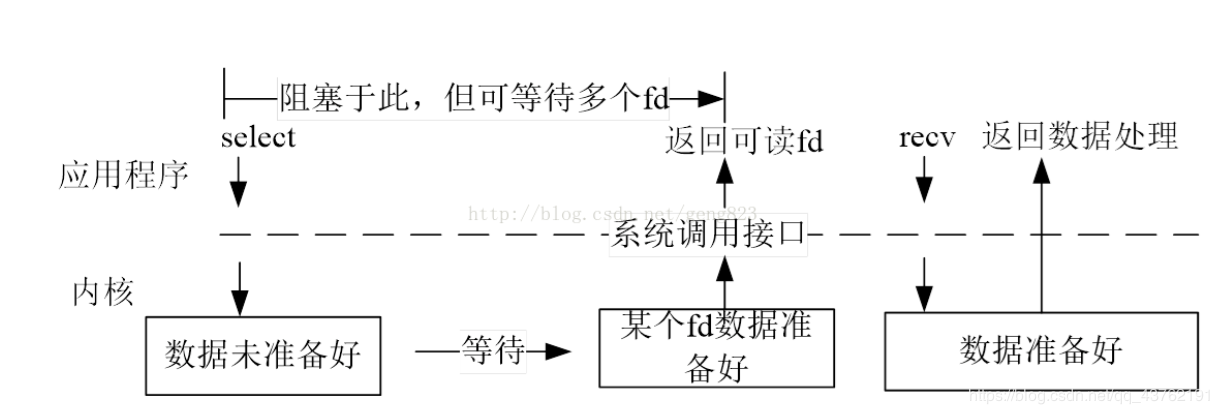 阻塞于此，但可等待多个fd
select
返回可读fd
recv
返回数据处理
应用程序
http://blog.csdn.net/geng823
系统调用接口
内核
数据未准备好
等待
某个fd数据准
备好
数据准备好
https://blog.csdn.net/qq_43762191